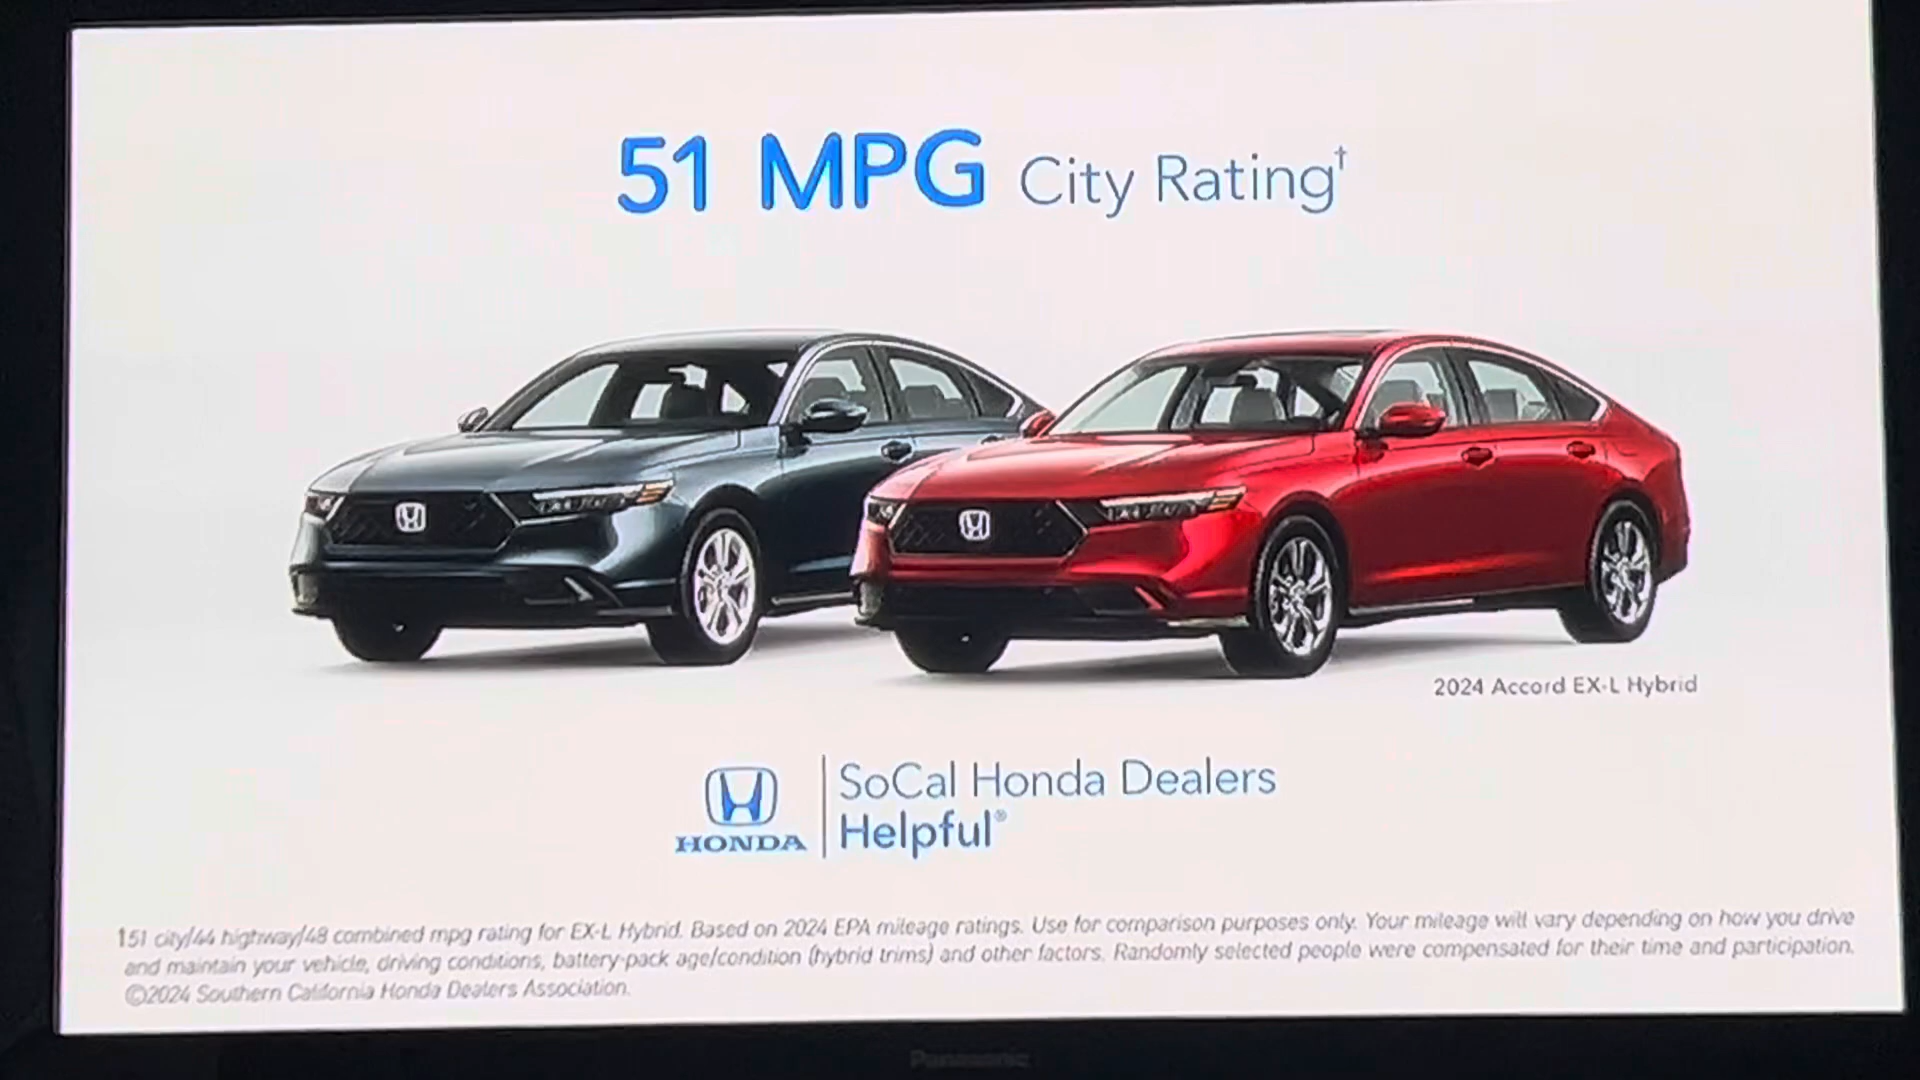 51 MPG City Rating†
2024 Accord EX-L Hybrid
HONDA
SoCal Honda Dealers
Helpful®
†51 city/44 highway/48 combined mpg rating for EX-L Hybrid. Based on 2024 EPA mileage ratings. Use for comparison purposes only. Your mileage will vary depending on how you drive
and maintain your vehicle, driving conditions, battery-pack age/condition (hybrid trims) and other factors. Randomly selected people were compensated for their time and participation.
©2024 Southern California Honda Dealers Association.
Panasonic